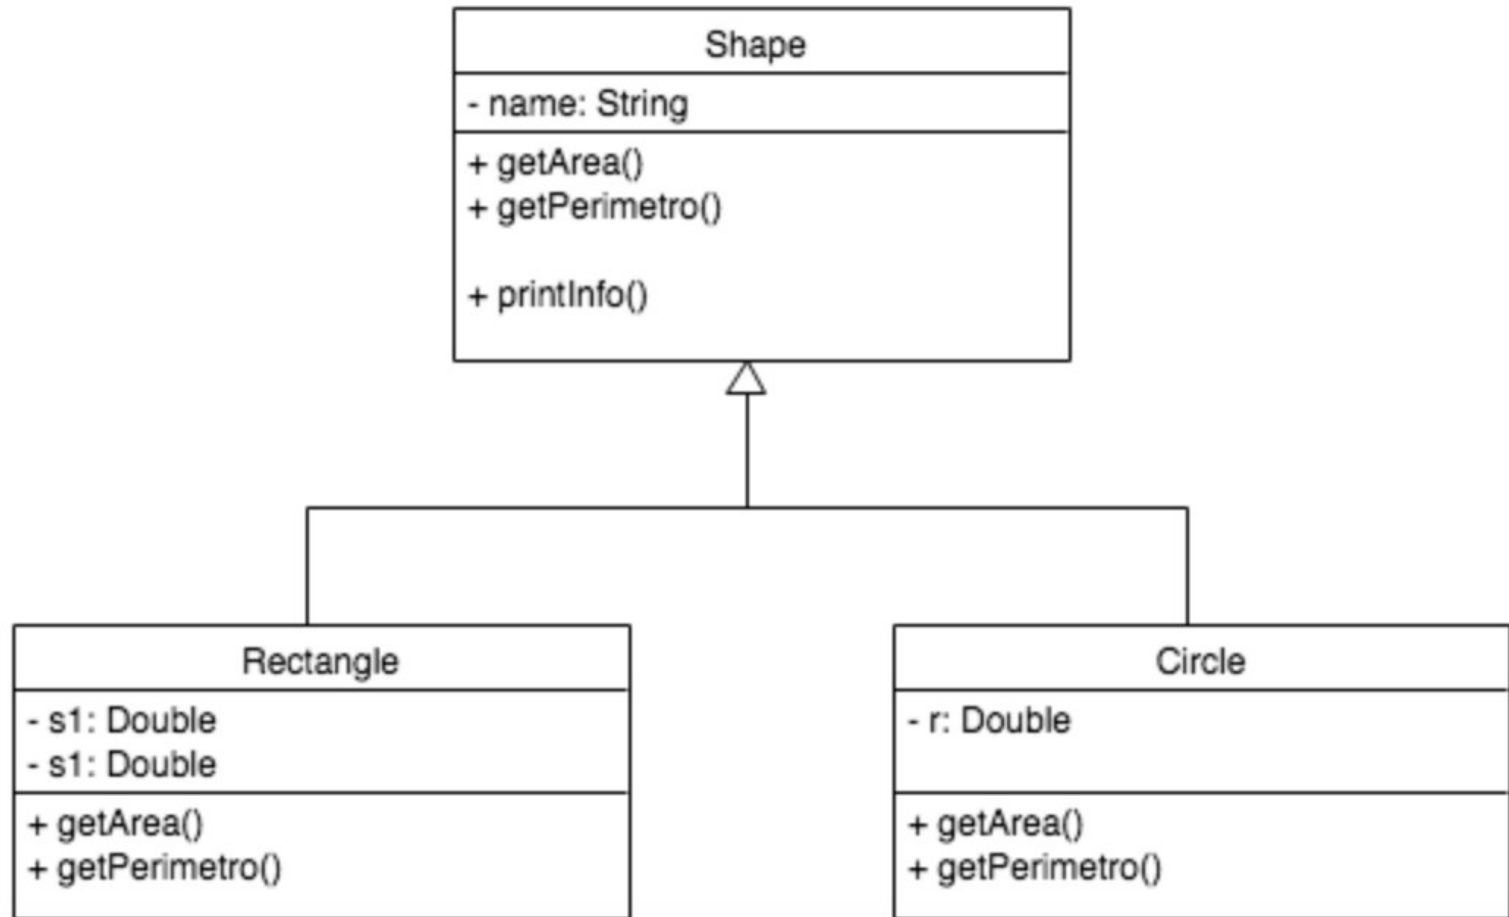 Shape
- name: String
+ getArea()
+ getPerimetro()
+ printInfo()
Rectangle
- s1: Double
- s1: Double
+ getArea()
+ getPerimetro()
Circle
- r: Double
+ getArea()
+ getPerimetro()